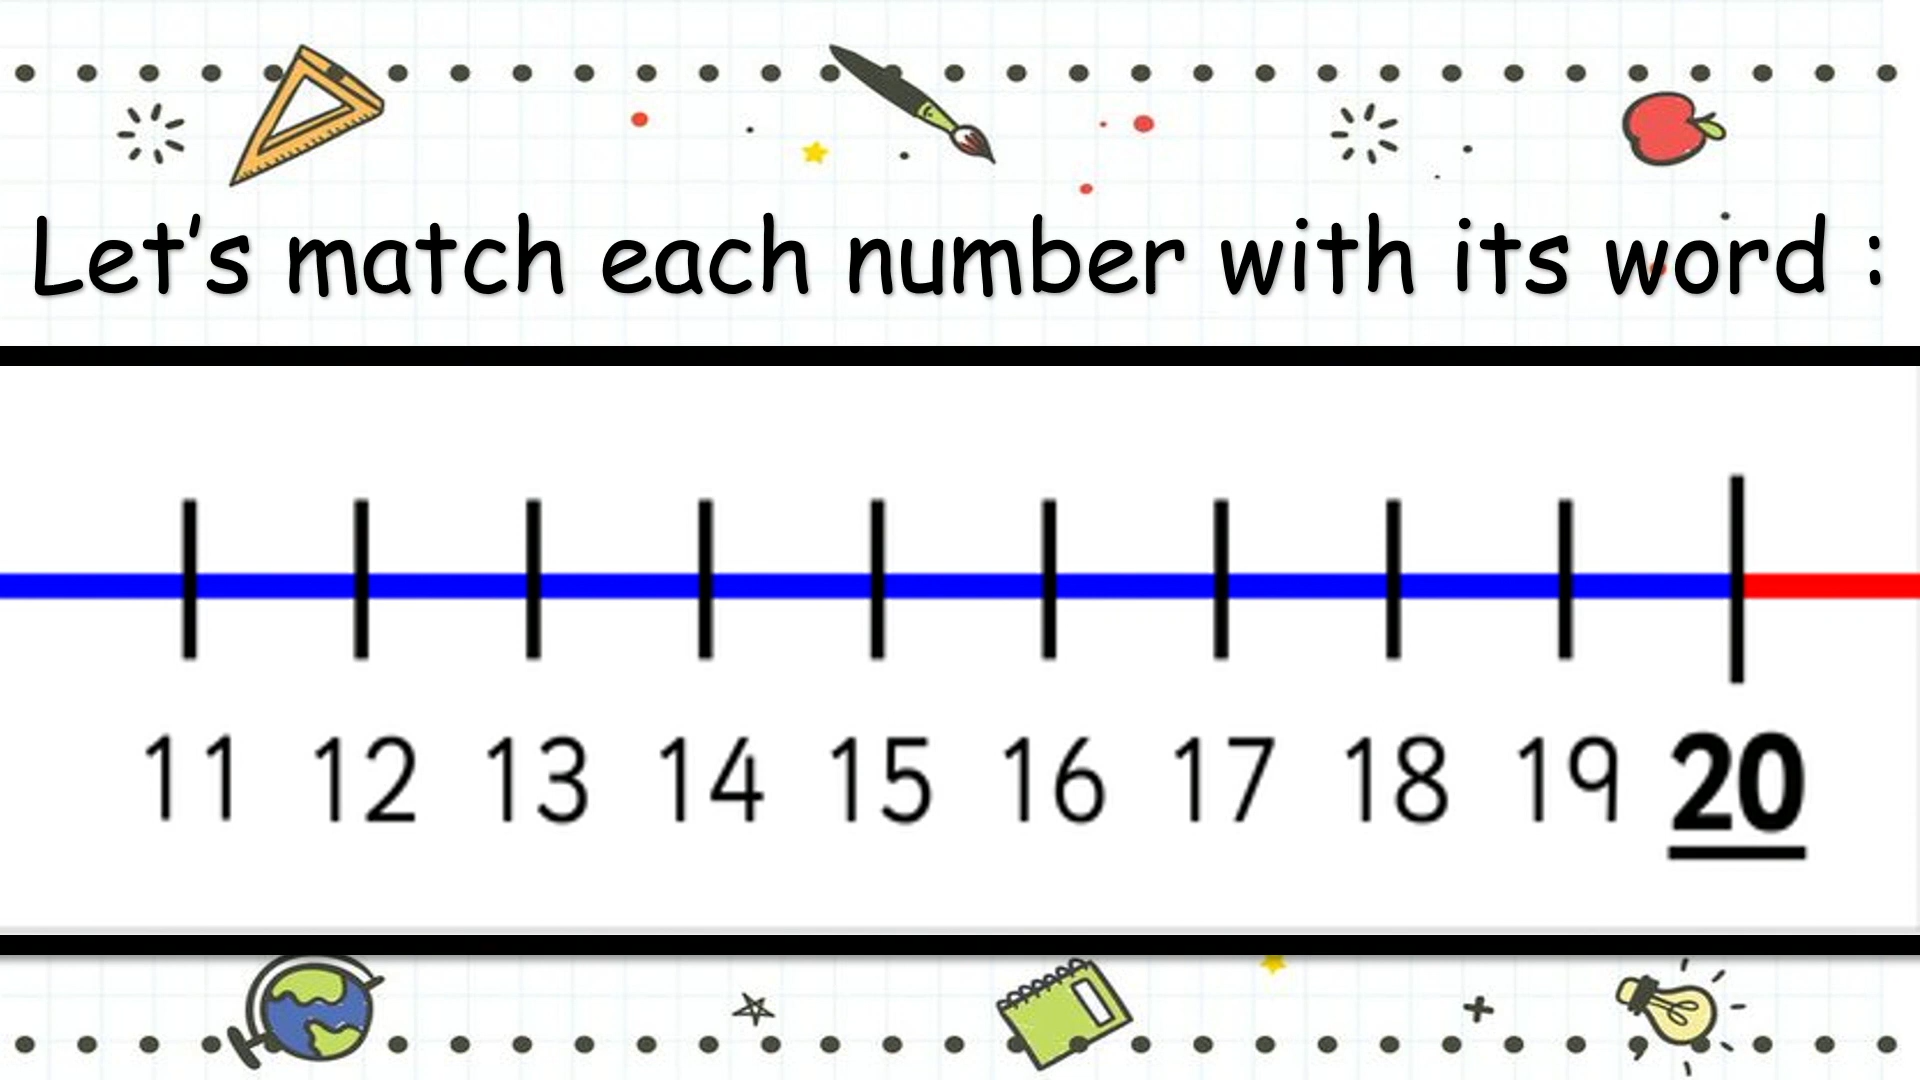 Let’s match each number with its word :
11 12 13 14 15 16 17 18 19 20